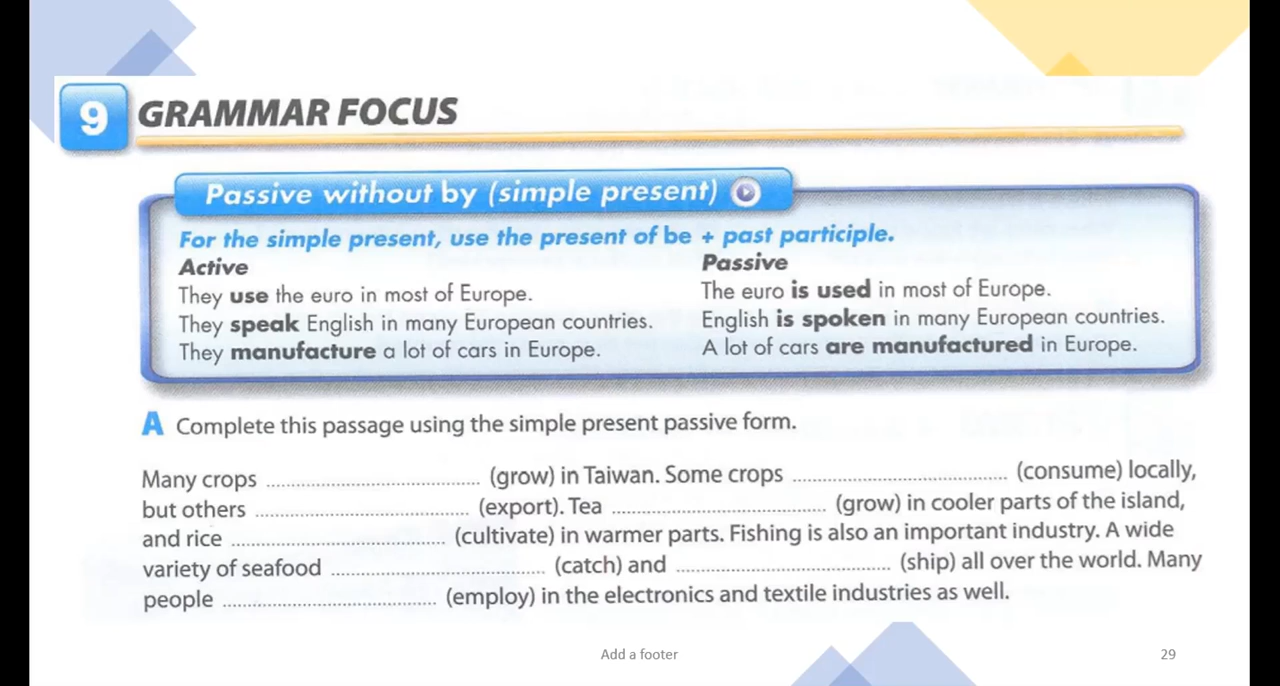 9 GRAMMAR FOCUS
Passive without by (simple present)
For the simple present, use the present of be + past participle.
Active Passive
They use the euro in most of Europe. The euro is used in most of Europe.
They speak English in many European countries. English is spoken in many European countries.
They manufacture a lot of cars in Europe. A lot of cars are manufactured in Europe.
A Complete this passage using the simple present passive form.
Many crops .......................... (grow) in Taiwan. Some crops .......................... (consume) locally,
but others .......................... (export). Tea .......................... (grow) in cooler parts of the island,
and rice .......................... (cultivate) in warmer parts. Fishing is also an important industry. A wide
variety of seafood .......................... (catch) and .......................... (ship) all over the world. Many
people .......................... (employ) in the electronics and textile industries as well.
Add a footer 29